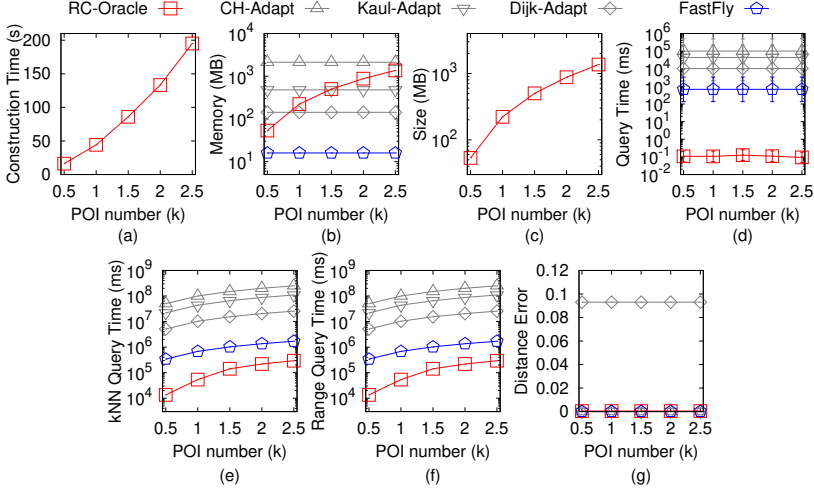 RC-Oracle CH-Adapt Kaul-Adapt Dijk-Adapt FastFly
Construction Time (s)
200
150
100
50
0
0.5 1 1.5 2 2.5
POI number (k)
(a)
Memory (MB)
10^4
10^3
10^2
10^1
0.5 1 1.5 2 2.5
POI number (k)
(b)
Size (MB)
10^3
10^2
0.5 1 1.5 2 2.5
POI number (k)
(c)
Query Time (ms)
10^6
10^5
10^4
10^3
10^2
10^1
10^0
10^-1
10^-2
0.5 1 1.5 2 2.5
POI number (k)
(d)
kNN Query Time (ms)
10^9
10^8
10^7
10^6
10^5
10^4
0.5 1 1.5 2 2.5
POI number (k)
(e)
Range Query Time (ms)
10^9
10^8
10^7
10^6
10^5
10^4
0.5 1 1.5 2 2.5
POI number (k)
(f)
Distance Error
0.12
0.1
0.08
0.06
0.04
0.02
0
0.5 1 1.5 2 2.5
POI number (k)
(g)